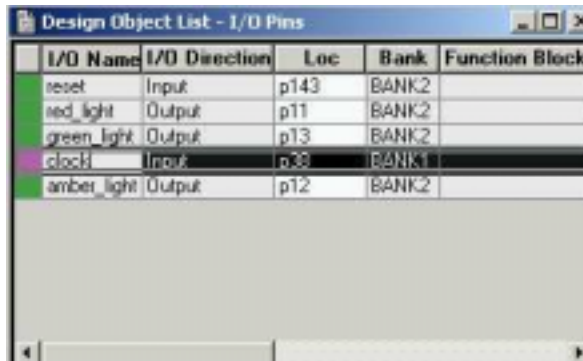 Design Object List - I/O Pins
I/O Name I/O Direction Loc Bank Function Block
reset Input p143 BANK2
red_light Output p11 BANK2
green_light Output p13 BANK2
clock Input p38 BANK1
amber_light Output p12 BANK2